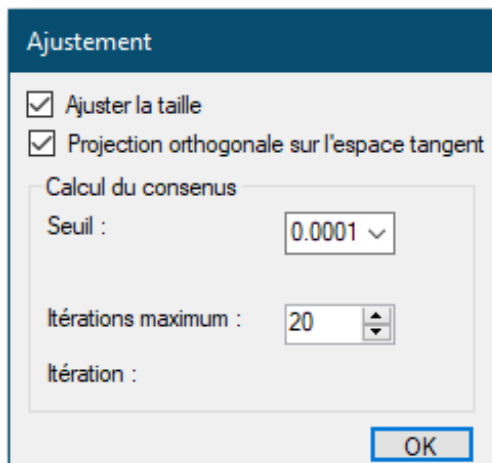 Ajustement
Ajuster la taille
Projection orthogonale sur l'espace tangent
Calcul du consenus
Seuil :
0.0001
Itérations maximum :
20
Itération :
OK